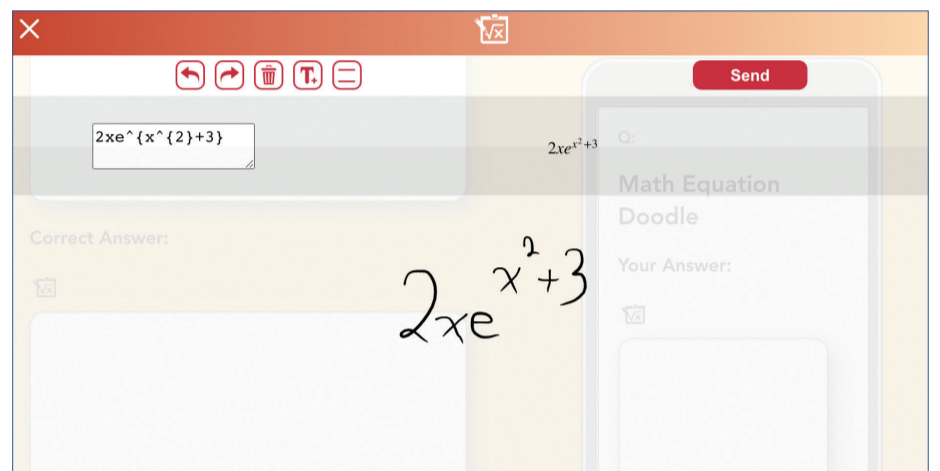 Send
2xe^{x^{2}+3}
2xe^{x^2+3}
Q:
Math Equation
Doodle
Correct Answer:
Your Answer:
2xe^{x^2+3}